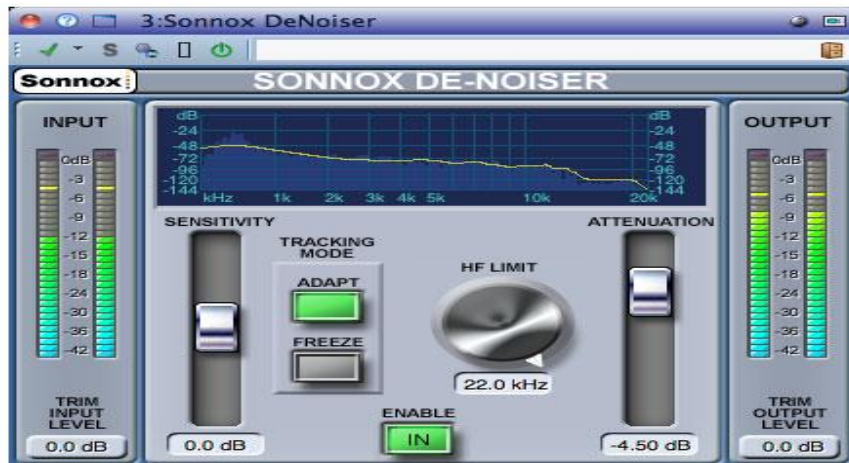 3:Sonnox DeNoiser
S
Sonnox
SONNOX DE-NOISER
INPUT
0dB
-3
-6
-9
-12
-15
-18
-24
-30
-36
-42
TRIM
INPUT
LEVEL
0.0 dB
dB
-24
-48
-72
-96
-120
-144
kHz 1k 2k 3k 4k 5k 10k 20k
dB
-24
-48
-72
-96
-120
-144
SENSITIVITY
0.0 dB
TRACKING
MODE
ADAPT
FREEZE
HF LIMIT
22.0 kHz
ENABLE
IN
ATTENUATION
-4.50 dB
OUTPUT
0dB
-3
-6
-9
-12
-15
-18
-24
-30
-36
-42
TRIM
OUTPUT
LEVEL
0.0 dB